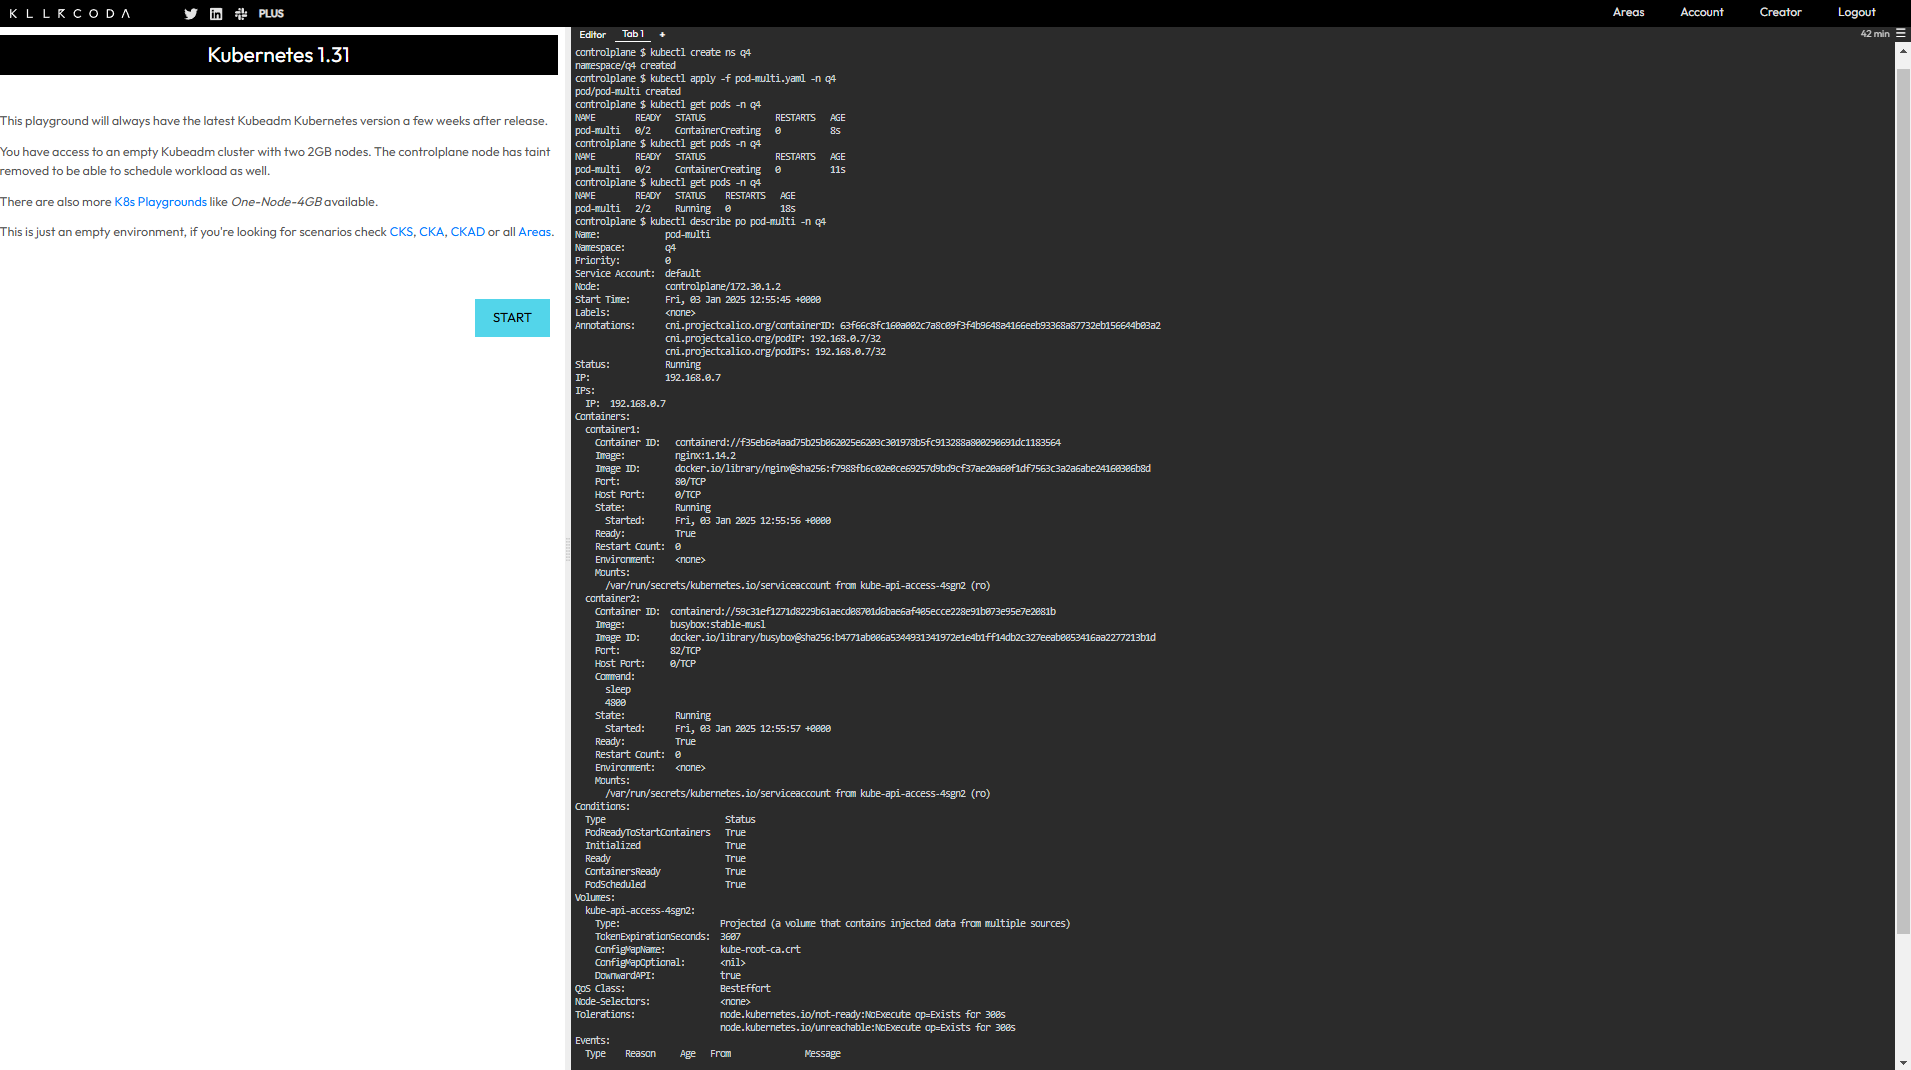 KILLERCODA
PLUS
Areas
Account
Creator
Logout
Kubernetes 1.31
This playground will always have the latest Kubeadm Kubernetes version a few weeks after release.
You have access to an empty Kubeadm cluster with two 2GB nodes. The controlplane node has taint
removed to be able to schedule workload as well.
There are also more K8s Playgrounds like One-Node-4GB available.
This is just an empty environment, if you're looking for scenarios check CKS, CKA, CKAD or all Areas.
START
Editor Tab 1 +
42 min
controlplane $ kubectl create ns q4
namespace/q4 created
controlplane $ kubectl apply -f pod-multi.yaml -n q4
pod/pod-multi created
controlplane $ kubectl get pods -n q4
NAME READY STATUS RESTARTS AGE
pod-multi 0/2 ContainerCreating 0 8s
controlplane $ kubectl get pods -n q4
NAME READY STATUS RESTARTS AGE
pod-multi 0/2 ContainerCreating 0 11s
controlplane $ kubectl get pods -n q4
NAME READY STATUS RESTARTS AGE
pod-multi 2/2 Running 0 18s
controlplane $ kubectl describe po pod-multi -n q4
Name: pod-multi
Namespace: q4
Priority: 0
Service Account: default
Node: controlplane/172.30.1.2
Start Time: Fri, 03 Jan 2025 12:55:45 +0000
Labels: <none>
Annotations: cni.projectcalico.org/containerID: 63f66c8fc160a002c7a8c09f3f4b9648a4166eeb93368a87732eb156644b03a2
cni.projectcalico.org/podIP: 192.168.0.7/32
cni.projectcalico.org/podIPs: 192.168.0.7/32
Status: Running
IP: 192.168.0.7
IPs:
IP: 192.168.0.7
Containers:
container1:
Container ID: containerd://f35eb6a4aad75b25b062025e6203c301978b5fc913288a800290691dc1183564
Image: nginx:1.14.2
Image ID: docker.io/library/nginx@sha256:f7988fb6c02e0ce69257d9bd9cf37ae20a60f1df7563c3a2a6abe24160306b8d
Port: 80/TCP
Host Port: 0/TCP
State: Running
Started: Fri, 03 Jan 2025 12:55:56 +0000
Ready: True
Restart Count: 0
Environment: <none>
Mounts:
/var/run/secrets/kubernetes.io/serviceaccount from kube-api-access-4sgn2 (ro)
container2:
Container ID: containerd://59c31ef1271d8229b61aecd08701d6bae6af405ecce228e91b073e95e7e2081b
Image: busybox:stable-musl
Image ID: docker.io/library/busybox@sha256:b4771ab006a5344931341972e1e4b1ff14db2c327eeab0053416aa2277213b1d
Port: 82/TCP
Host Port: 0/TCP
Command:
sleep
4800
State: Running
Started: Fri, 03 Jan 2025 12:55:57 +0000
Ready: True
Restart Count: 0
Environment: <none>
Mounts:
/var/run/secrets/kubernetes.io/serviceaccount from kube-api-access-4sgn2 (ro)
Conditions:
Type Status
PodReadyToStartContainers True
Initialized True
Ready True
ContainersReady True
PodScheduled True
Volumes:
kube-api-access-4sgn2:
Type: Projected (a volume that contains injected data from multiple sources)
TokenExpirationSeconds: 3607
ConfigMapName: kube-root-ca.crt
ConfigMapOptional: <nil>
DownwardAPI: true
QoS Class: BestEffort
Node-Selectors: <none>
Tolerations: node.kubernetes.io/not-ready:NoExecute op=Exists for 300s
node.kubernetes.io/unreachable:NoExecute op=Exists for 300s
Events:
Type Reason Age From Message